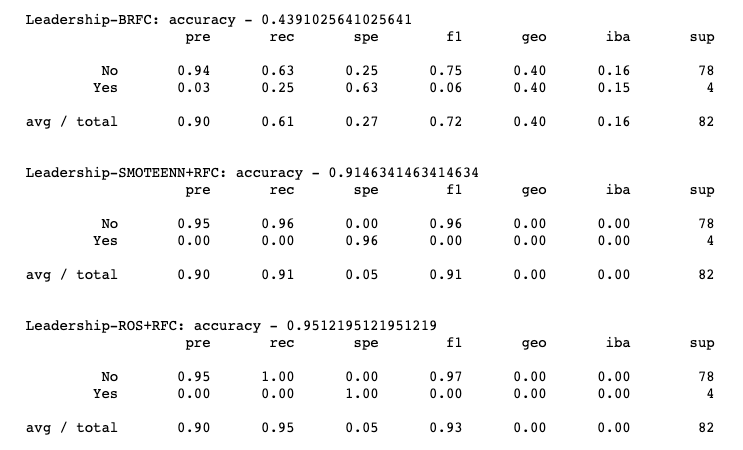 Leadership-BRFC: accuracy - 0.4391025641025641
pre rec spe f1 geo iba sup
No 0.94 0.63 0.25 0.75 0.40 0.16 78
Yes 0.03 0.25 0.63 0.06 0.40 0.15 4
avg / total 0.90 0.61 0.27 0.72 0.40 0.16 82
Leadership-SMOTEENN+RFC: accuracy - 0.9146341463414634
pre rec spe f1 geo iba sup
No 0.95 0.96 0.00 0.96 0.00 0.00 78
Yes 0.00 0.00 0.96 0.00 0.00 0.00 4
avg / total 0.90 0.91 0.05 0.91 0.00 0.00 82
Leadership-ROS+RFC: accuracy - 0.9512195121951219
pre rec spe f1 geo iba sup
No 0.95 1.00 0.00 0.97 0.00 0.00 78
Yes 0.00 0.00 1.00 0.00 0.00 0.00 4
avg / total 0.90 0.95 0.05 0.93 0.00 0.00 82